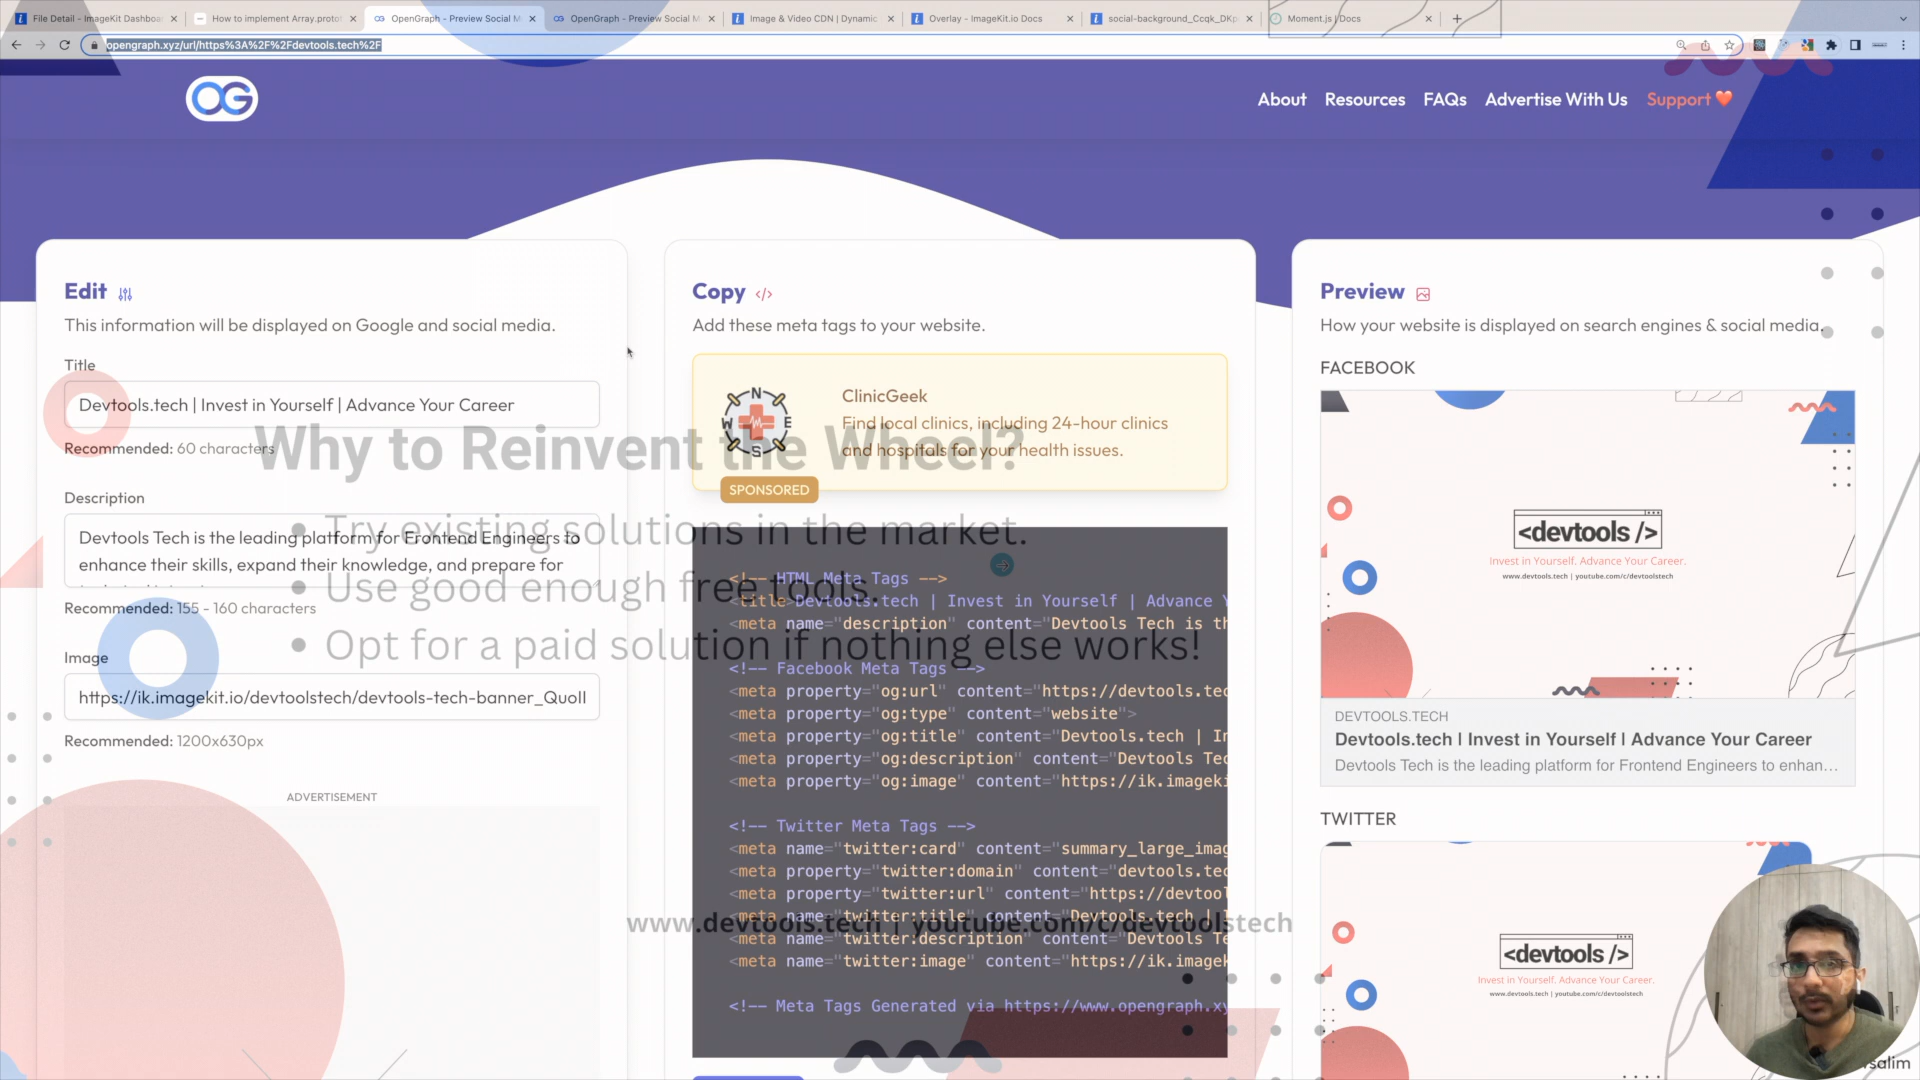 File Detail - ImageKit Dashboa
How to implement Array.protot
OpenGraph - Preview Social M
OpenGraph - Preview Social M
Image & Video CDN | Dynamic
Overlay - ImageKit.io Docs
social-background_Ccqk_DKp
Moment.js | Docs
opengraph.xyz/url/https%3A%2F%2Fdevtools.tech%2F
OG
About
Resources
FAQs
Advertise With Us
Support
Edit
This information will be displayed on Google and social media.
Title
Devtools.tech | Invest in Yourself | Advance Your Career
Recommended: 60 characters
Description
Devtools Tech is the leading platform for Frontend Engineers to
enhance their skills, expand their knowledge, and prepare for
Recommended: 155 - 160 characters
Image
https://ik.imagekit.io/devtoolstech/devtools-tech-banner_Quoll
Recommended: 1200x630px
ADVERTISEMENT
Why to Reinvent the Wheel?
• Try existing solutions in the market.
• Use good enough free tools.
• Opt for a paid solution if nothing else works!
www.devtools.tech | youtube.com/c/devtoolstech
Copy </>
Add these meta tags to your website.
N
W
E
S
ClinicGeek
Find local clinics, including 24-hour clinics
and hospitals for your health issues.
SPONSORED
<!-- HTML Meta Tags -->
<title>Devtools.tech | Invest in Yourself | Advance Y
<meta name="description" content="Devtools Tech is th
<!-- Facebook Meta Tags -->
<meta property="og:url" content="https://devtools.tec
<meta property="og:type" content="website">
<meta property="og:title" content="Devtools.tech | In
<meta property="og:description" content="Devtools Tec
<meta property="og:image" content="https://ik.imageki
<!-- Twitter Meta Tags -->
<meta name="twitter:card" content="summary_large_imag
<meta property="twitter:domain" content="devtools.tec
<meta property="twitter:url" content="https://devtool
<meta name="twitter:title" content="Devtools.tech | I
<meta name="twitter:description" content="Devtools Te
<meta name="twitter:image" content="https://ik.imagek
<!-- Meta Tags Generated via https://www.opengraph.xy
Preview
How your website is displayed on search engines & social media.
FACEBOOK
<devtools />
Invest in Yourself. Advance Your Career.
www.devtools.tech | youtube.com/c/devtoolstech
DEVTOOLS.TECH
Devtools.tech | Invest in Yourself | Advance Your Career
Devtools Tech is the leading platform for Frontend Engineers to enhan...
TWITTER
<devtools />
Invest in Yourself. Advance Your Career.
www.devtools.tech | youtube.com/c/devtoolstech
salim